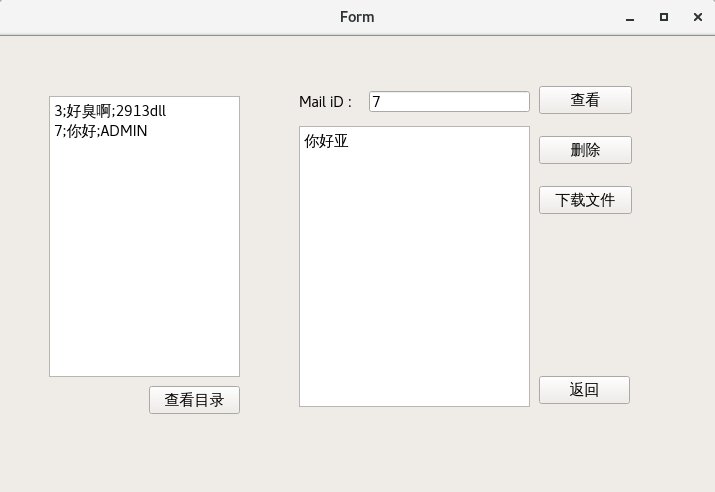 Form
3;好臭啊;2913dll
7;你好;ADMIN
查看目录
Mail iD : 7
查看
你好亚
删除
下载文件
返回